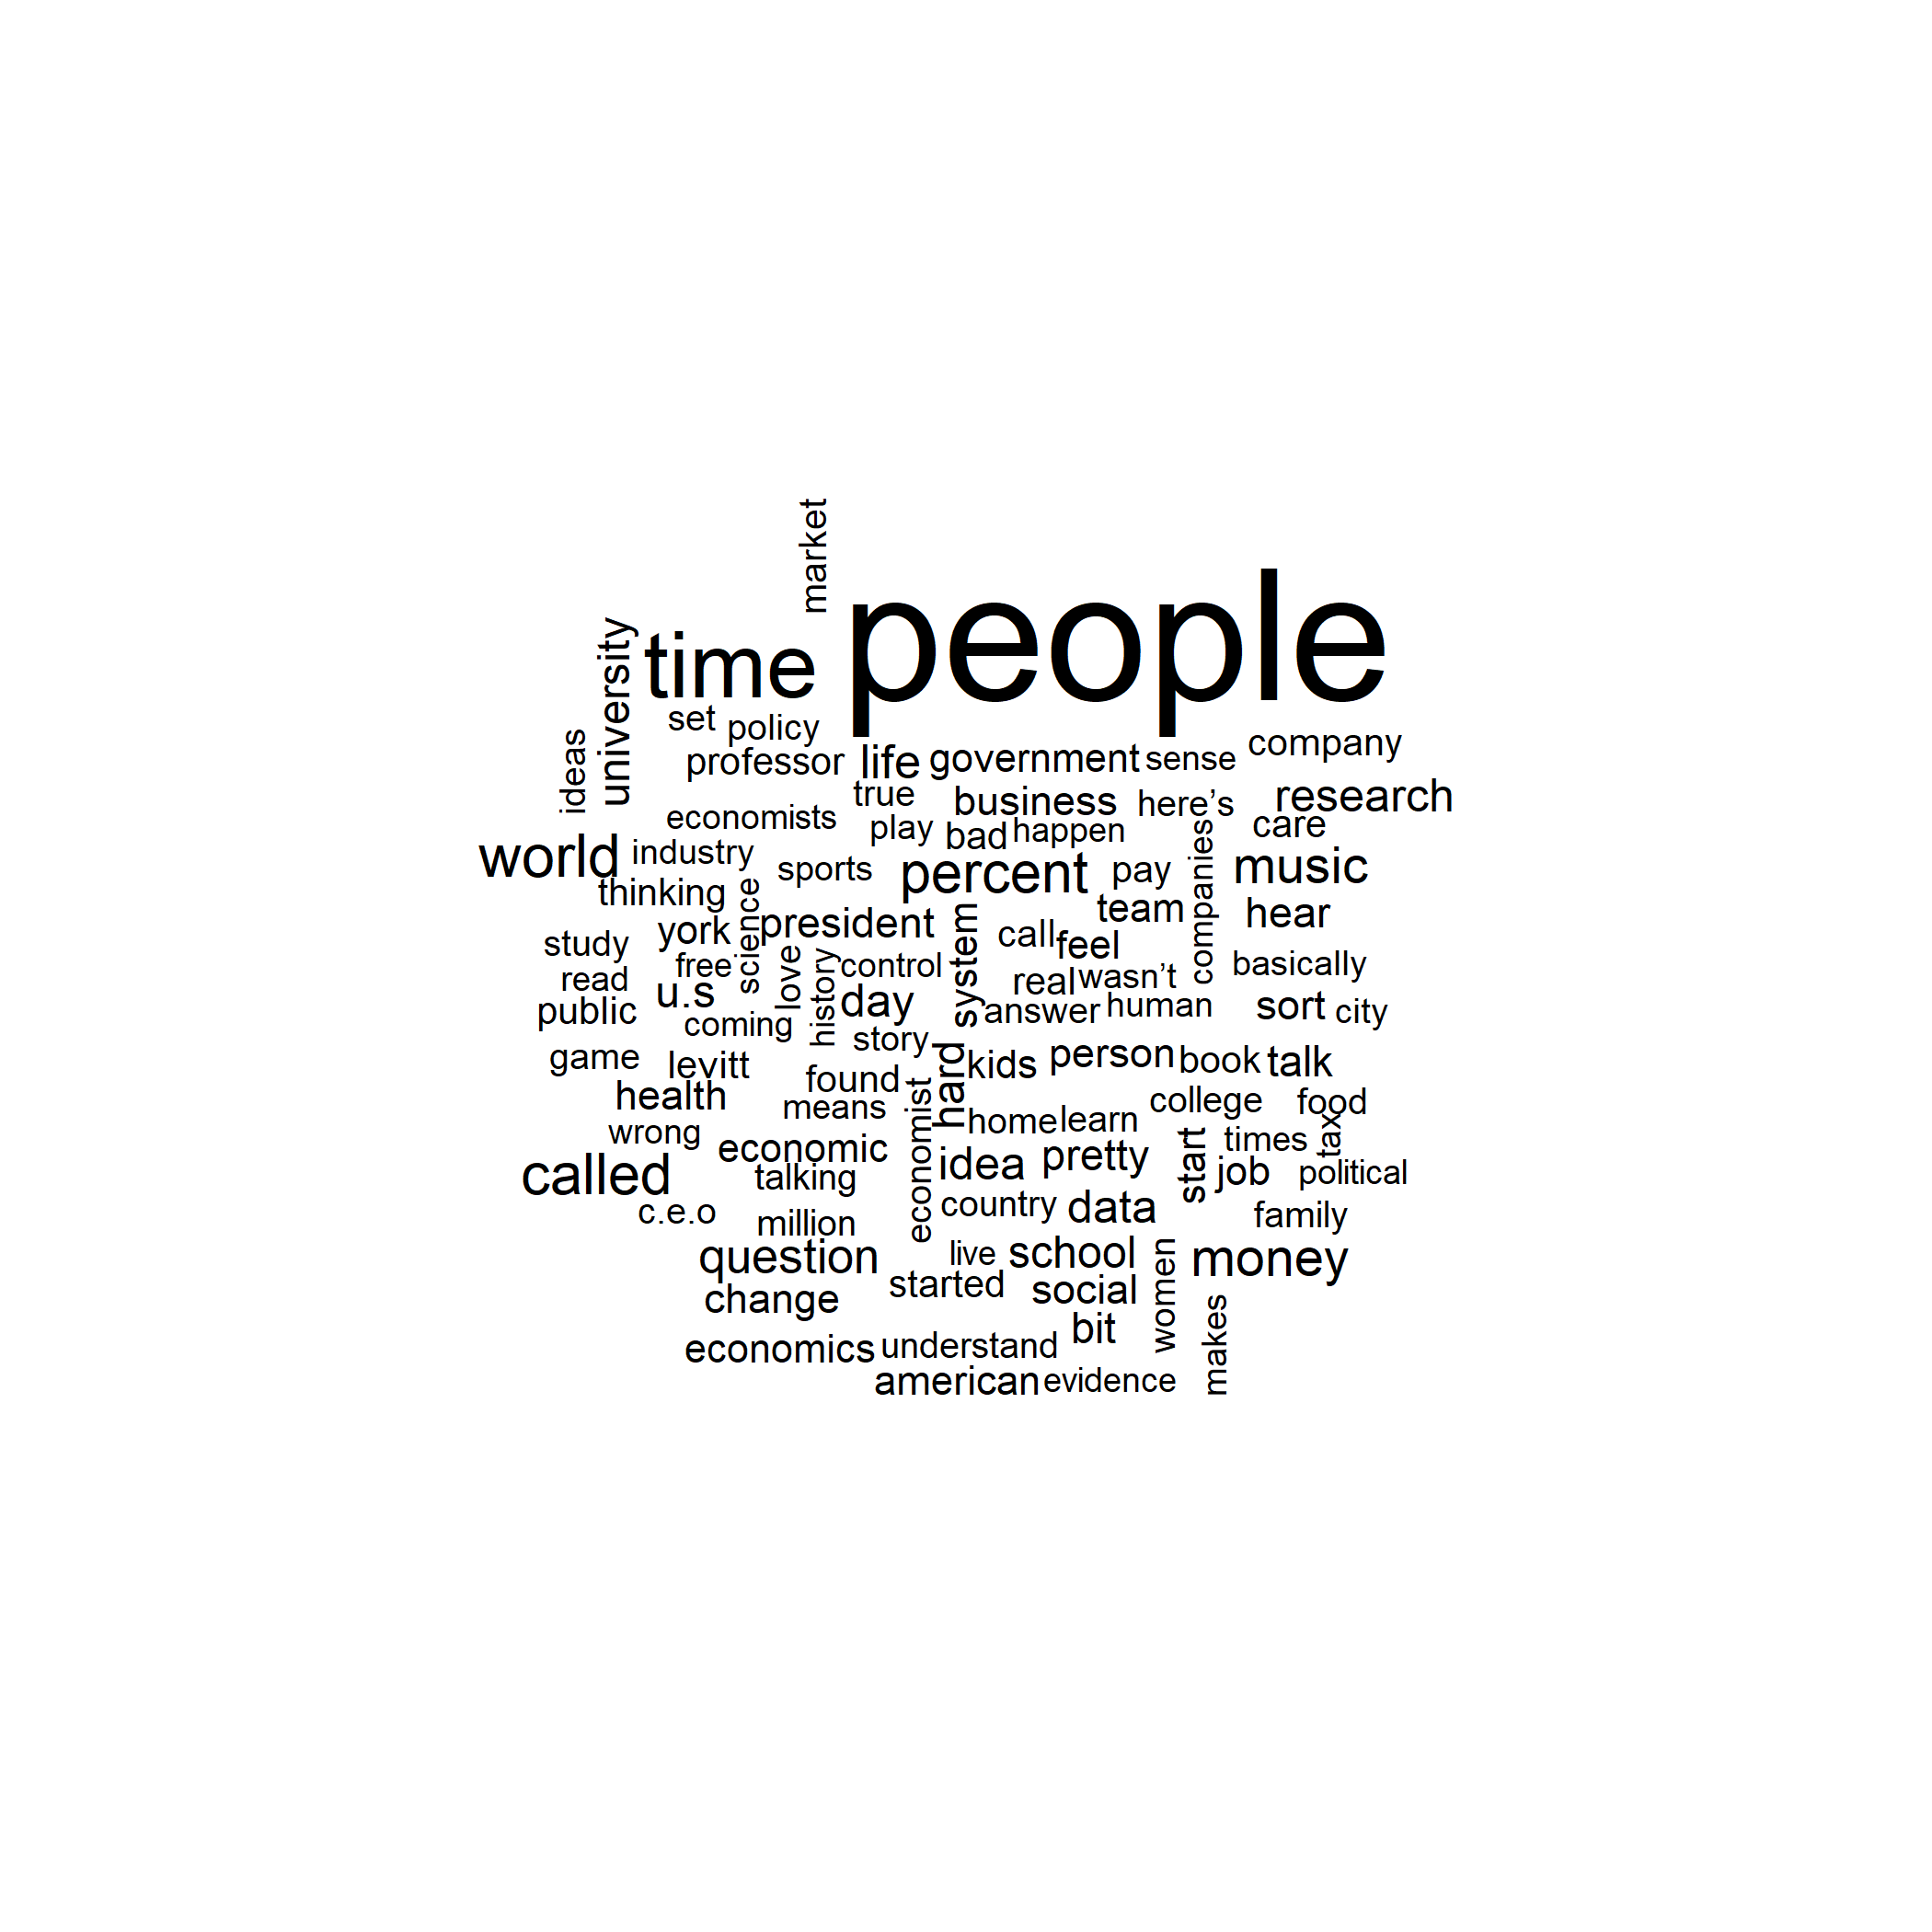 market
people
time
university
set
policy
ideas
professor
life
government
sense
company
true
business
here’s
research
economists
play
bad
happen
care
world
industry
sports
percent
pay
companies
music
thinking
science
president
team
hear
york
system
call
feel
study
free
love
history
control
real
wasn’t
basically
read
u.s
day
answer
human
sort
city
public
coming
story
game
levitt
found
hard
kids
person
book
talk
health
means
economist
home
learn
college
food
wrong
economic
idea
pretty
start
times
tax
called
talking
job
political
c.e.o
million
country
data
family
question
live
school
women
money
change
started
social
makes
bit
economics
understand
american
evidence